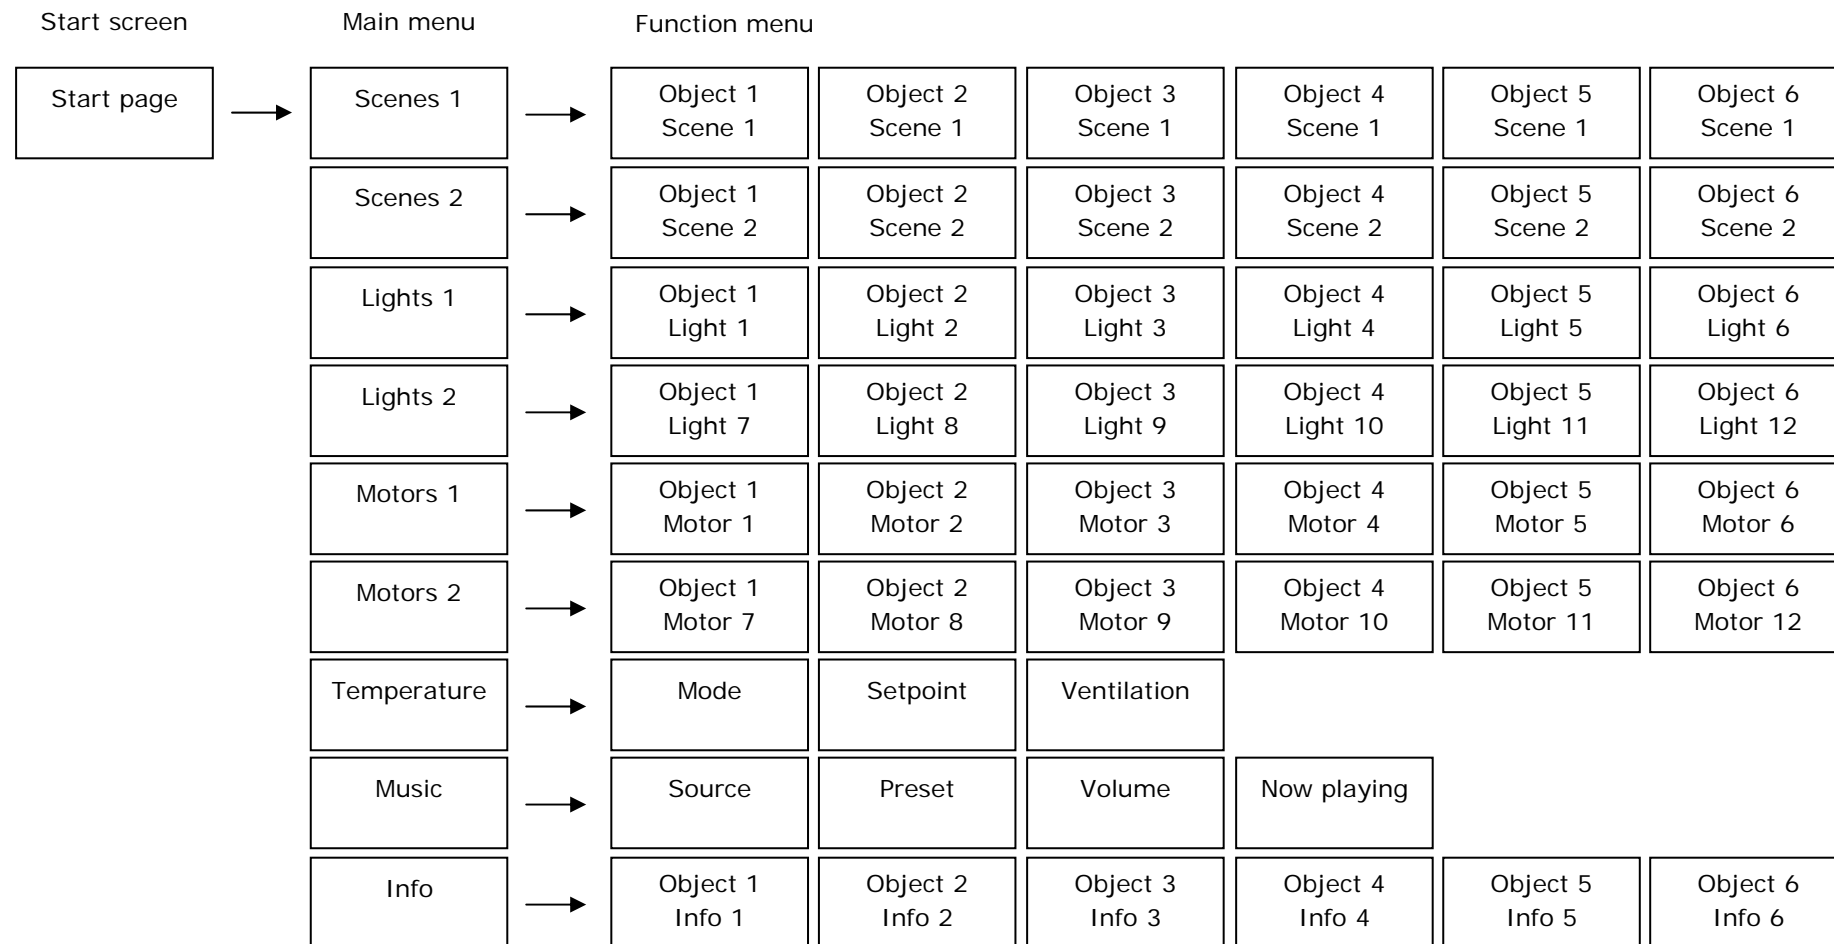 Start screen Main menu Function menu
Start page Scenes 1 Object 1 Object 2 Object 3 Object 4 Object 5 Object 6
Scene 1 Scene 1 Scene 1 Scene 1 Scene 1 Scene 1
Scenes 2 Object 1 Object 2 Object 3 Object 4 Object 5 Object 6
Scene 2 Scene 2 Scene 2 Scene 2 Scene 2 Scene 2
Lights 1 Object 1 Object 2 Object 3 Object 4 Object 5 Object 6
Light 1 Light 2 Light 3 Light 4 Light 5 Light 6
Lights 2 Object 1 Object 2 Object 3 Object 4 Object 5 Object 6
Light 7 Light 8 Light 9 Light 10 Light 11 Light 12
Motors 1 Object 1 Object 2 Object 3 Object 4 Object 5 Object 6
Motor 1 Motor 2 Motor 3 Motor 4 Motor 5 Motor 6
Motors 2 Object 1 Object 2 Object 3 Object 4 Object 5 Object 6
Motor 7 Motor 8 Motor 9 Motor 10 Motor 11 Motor 12
Temperature Mode Setpoint Ventilation
Music Source Preset Volume Now playing
Info Object 1 Object 2 Object 3 Object 4 Object 5 Object 6
Info 1 Info 2 Info 3 Info 4 Info 5 Info 6